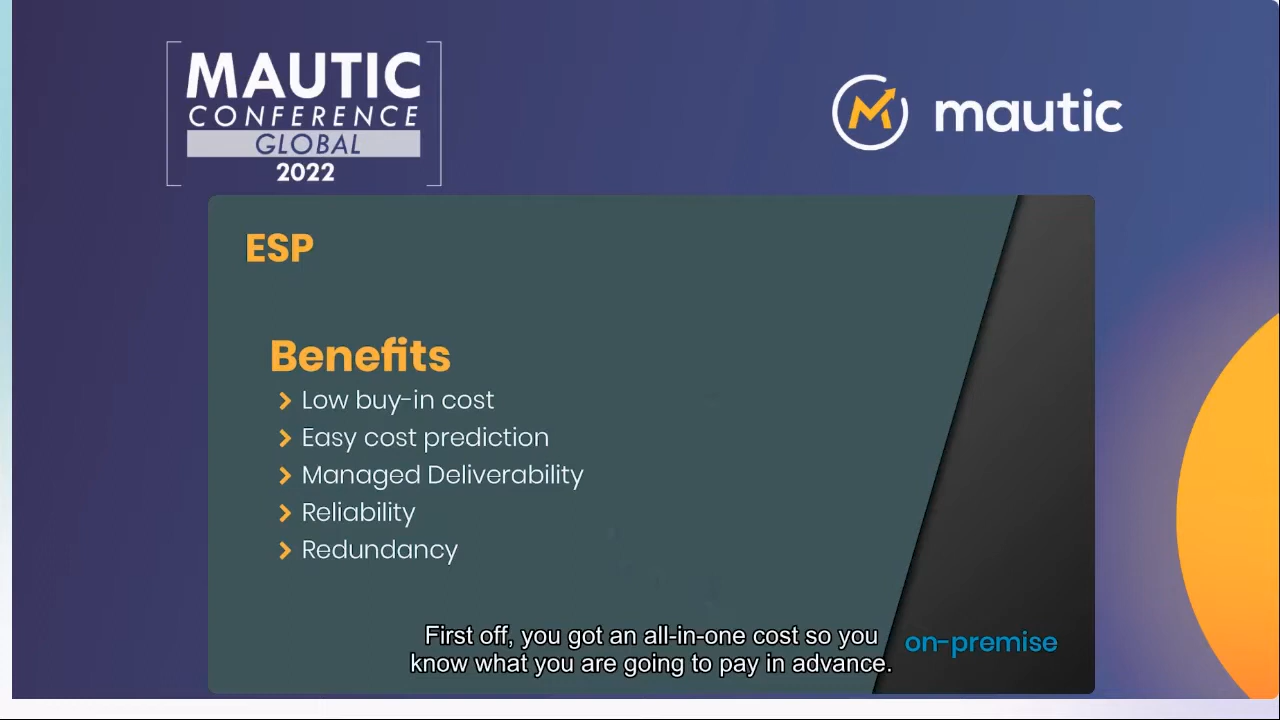 MAUTIC
CONFERENCE
GLOBAL
2022
mautic
ESP
Benefits
Low buy-in cost
Easy cost prediction
Managed Deliverability
Reliability
Redundancy
First off, you got an all-in-one cost so you
know what you are going to pay in advance.
on-premise